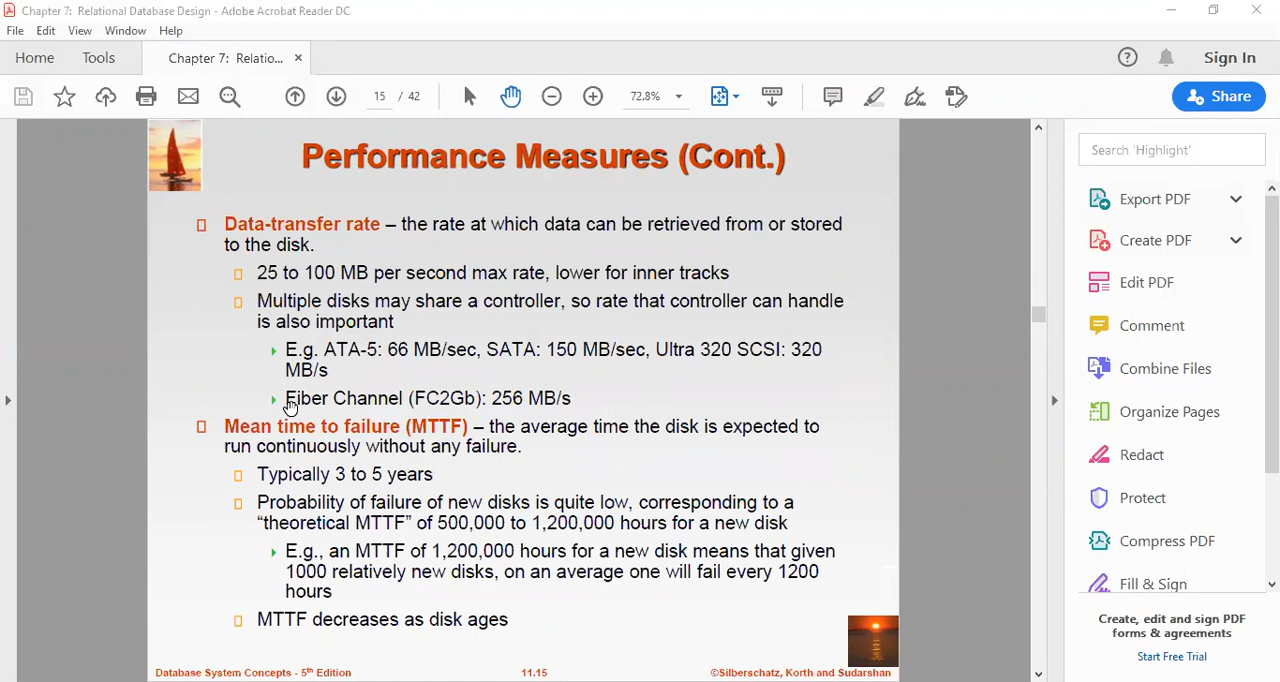 Chapter 7: Relational Database Design - Adobe Acrobat Reader DC
File Edit View Window Help
Home Tools Chapter 7: Relatio... × Sign In
15 / 42 72.8% Share
Performance Measures (Cont.)
Search 'Highlight'
Data-transfer rate – the rate at which data can be retrieved from or stored
to the disk.
25 to 100 MB per second max rate, lower for inner tracks
Multiple disks may share a controller, so rate that controller can handle
is also important
E.g. ATA-5: 66 MB/sec, SATA: 150 MB/sec, Ultra 320 SCSI: 320
MB/s
Fiber Channel (FC2Gb): 256 MB/s
Mean time to failure (MTTF) – the average time the disk is expected to
run continuously without any failure.
Typically 3 to 5 years
Probability of failure of new disks is quite low, corresponding to a
“theoretical MTTF” of 500,000 to 1,200,000 hours for a new disk
E.g., an MTTF of 1,200,000 hours for a new disk means that given
1000 relatively new disks, on an average one will fail every 1200
hours
MTTF decreases as disk ages
Database System Concepts - 5th Edition 11.15 ©Silberschatz, Korth and Sudarshan
Export PDF
Create PDF
Edit PDF
Comment
Combine Files
Organize Pages
Redact
Protect
Compress PDF
Fill & Sign
Create, edit and sign PDF
forms & agreements
Start Free Trial